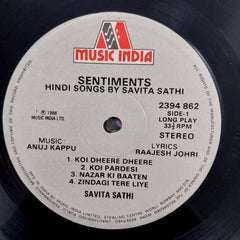 MUSIC INDIA
SENTIMENTS
HINDI SONGS BY SAVITA SATHI
℗ 1986
MUSIC INDIA LTD.
2394 862
SIDE-1
LONG PLAY
33⅓ RPM
STEREO
MUSIC
ANUJ KAPPU
LYRICS
RAAJESH JOHRI
1. KOI DHEERE DHEERE
2. KOI PARDESI
3. NAZAR KI BAATEN
4. ZINDAGI TERE LIYE
SAVITA SATHI